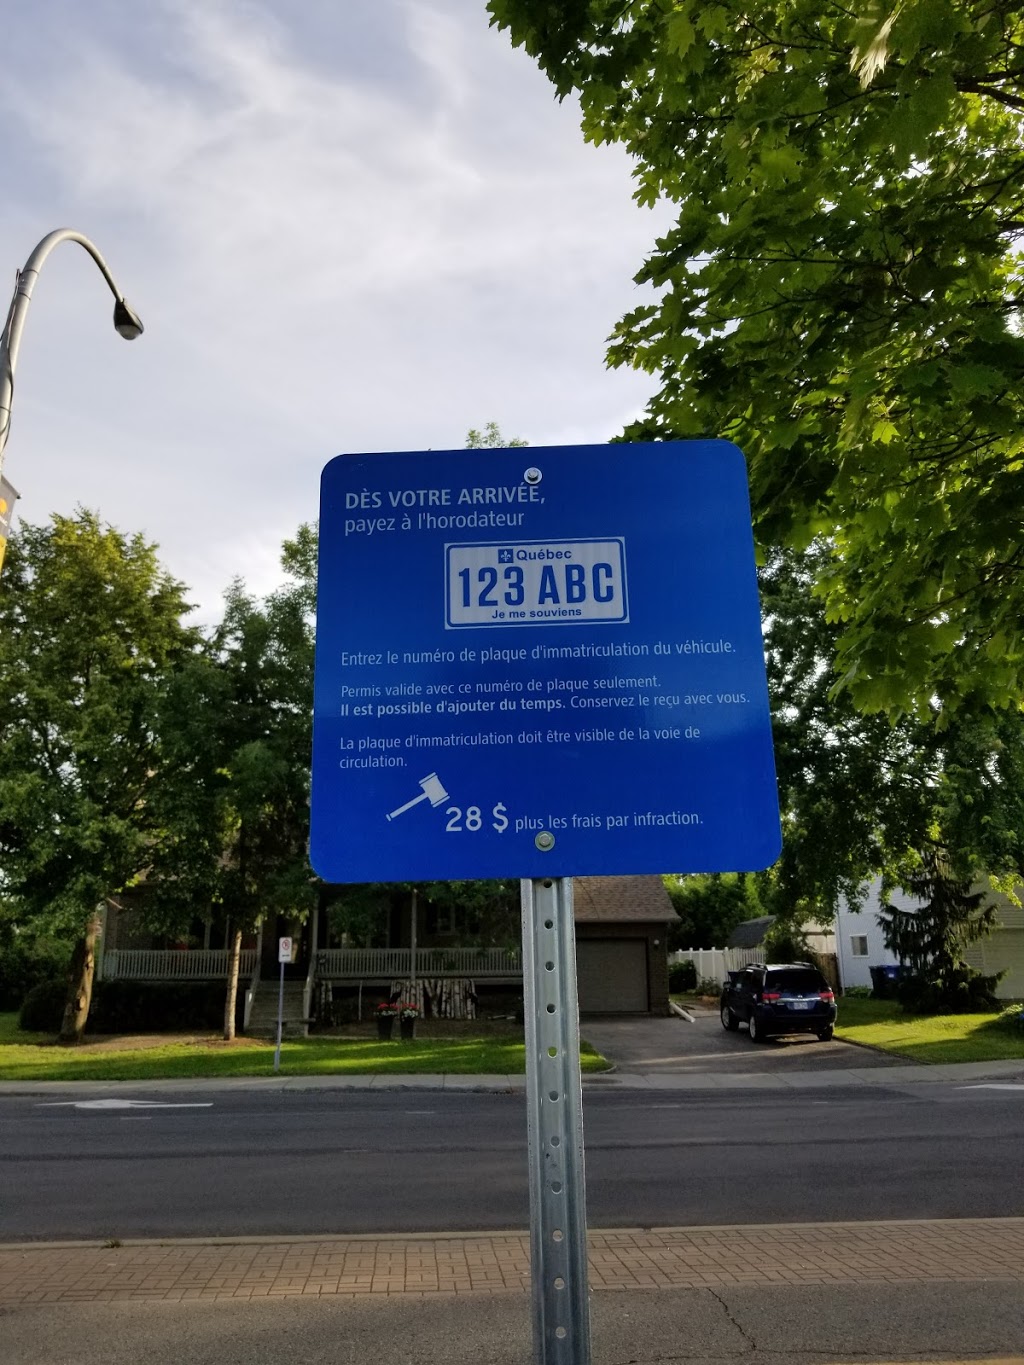 DÈS VOTRE ARRIVÉE,
payez à l'horodateur
Québec
123 ABC
Je me souviens
Entrez le numéro de plaque d'immatriculation du véhicule.
Permis valide avec ce numéro de plaque seulement.
Il est possible d'ajouter du temps. Conservez le reçu avec vous.
La plaque d'immatriculation doit être visible de la voie de
circulation.
28 $ plus les frais par infraction.